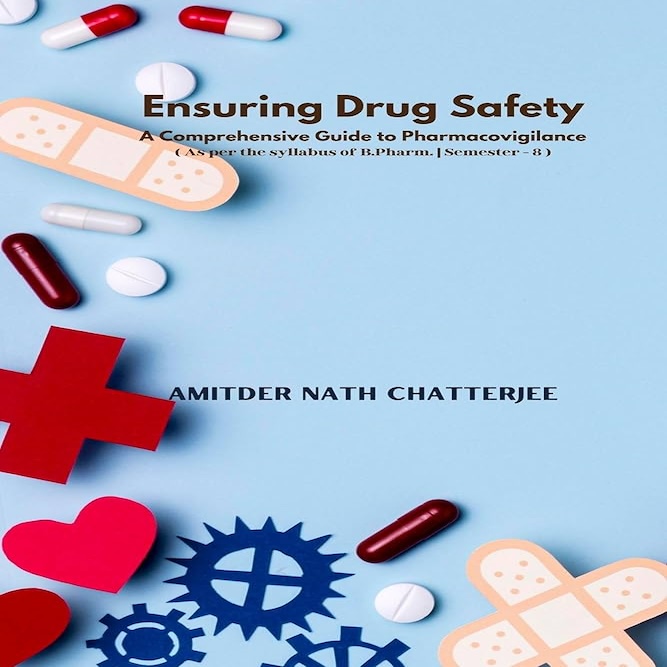 Ensuring Drug Safety
A Comprehensive Guide to Pharmacovigilance
( As per the syllabus of B.Pharm. | Semester - 8 )
AMITDER NATH CHATTERJEE